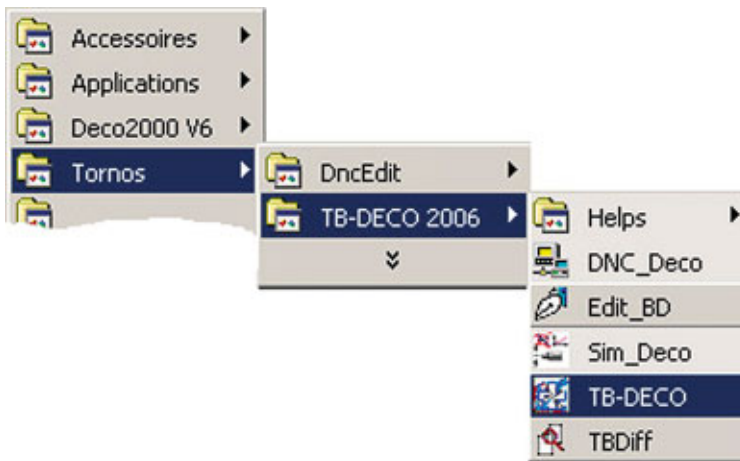 Accessoires
Applications
Deco2000 V6
Tornos
DncEdit
TB-DECO 2006
Helps
DNC_Deco
Edit_BD
Sim_Deco
TB-DECO
TBDiff